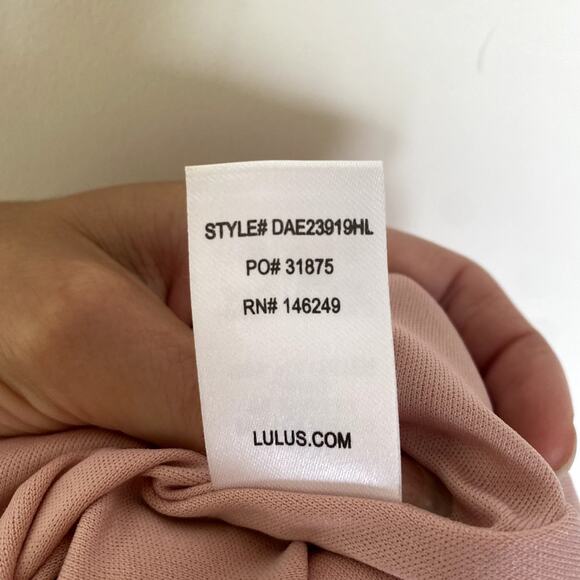 STYLE# DAE23919HL
PO# 31875
RN# 146249
LULUS.COM